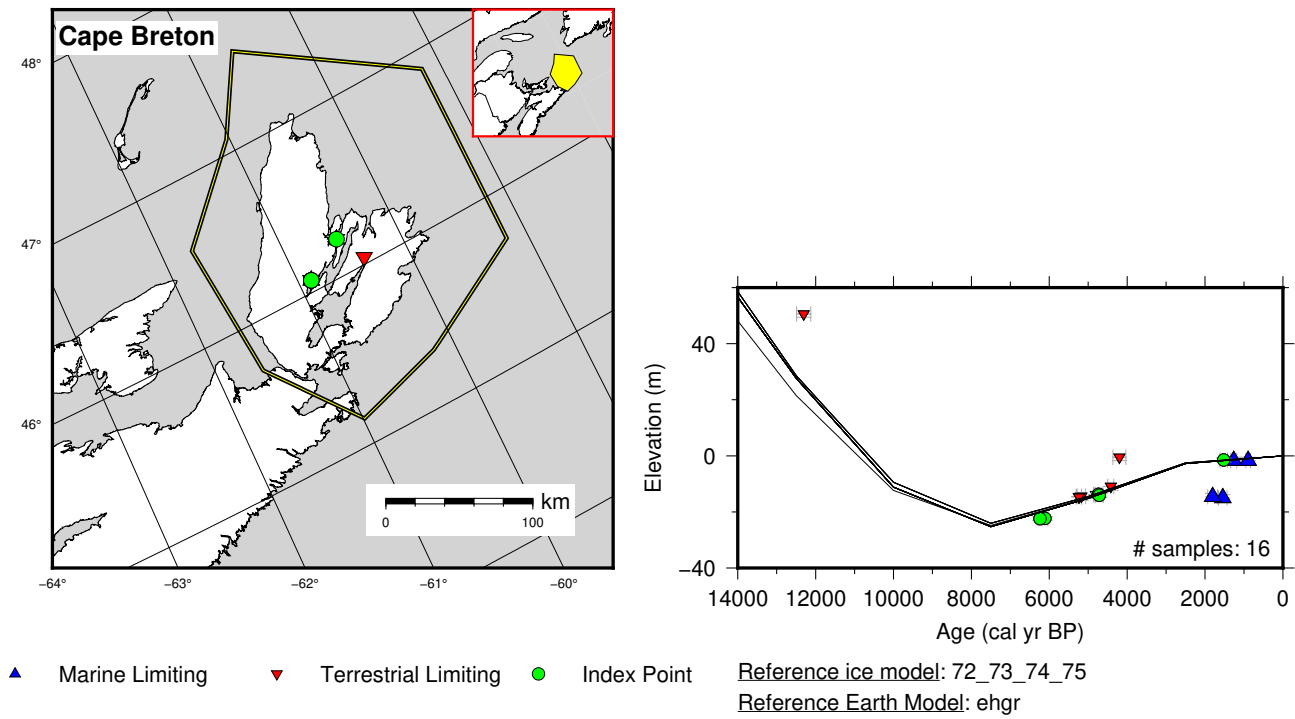 Cape Breton
48°
47°
46°
−64°
−63°
−62°
−61°
−60°
km
0
100
Elevation (m)
40
0
−40
# samples: 16
14000
12000
10000
8000
6000
4000
2000
0
Age (cal yr BP)
Marine Limiting
Terrestrial Limiting
Index Point
Reference ice model: 72_73_74_75
Reference Earth Model: ehgr